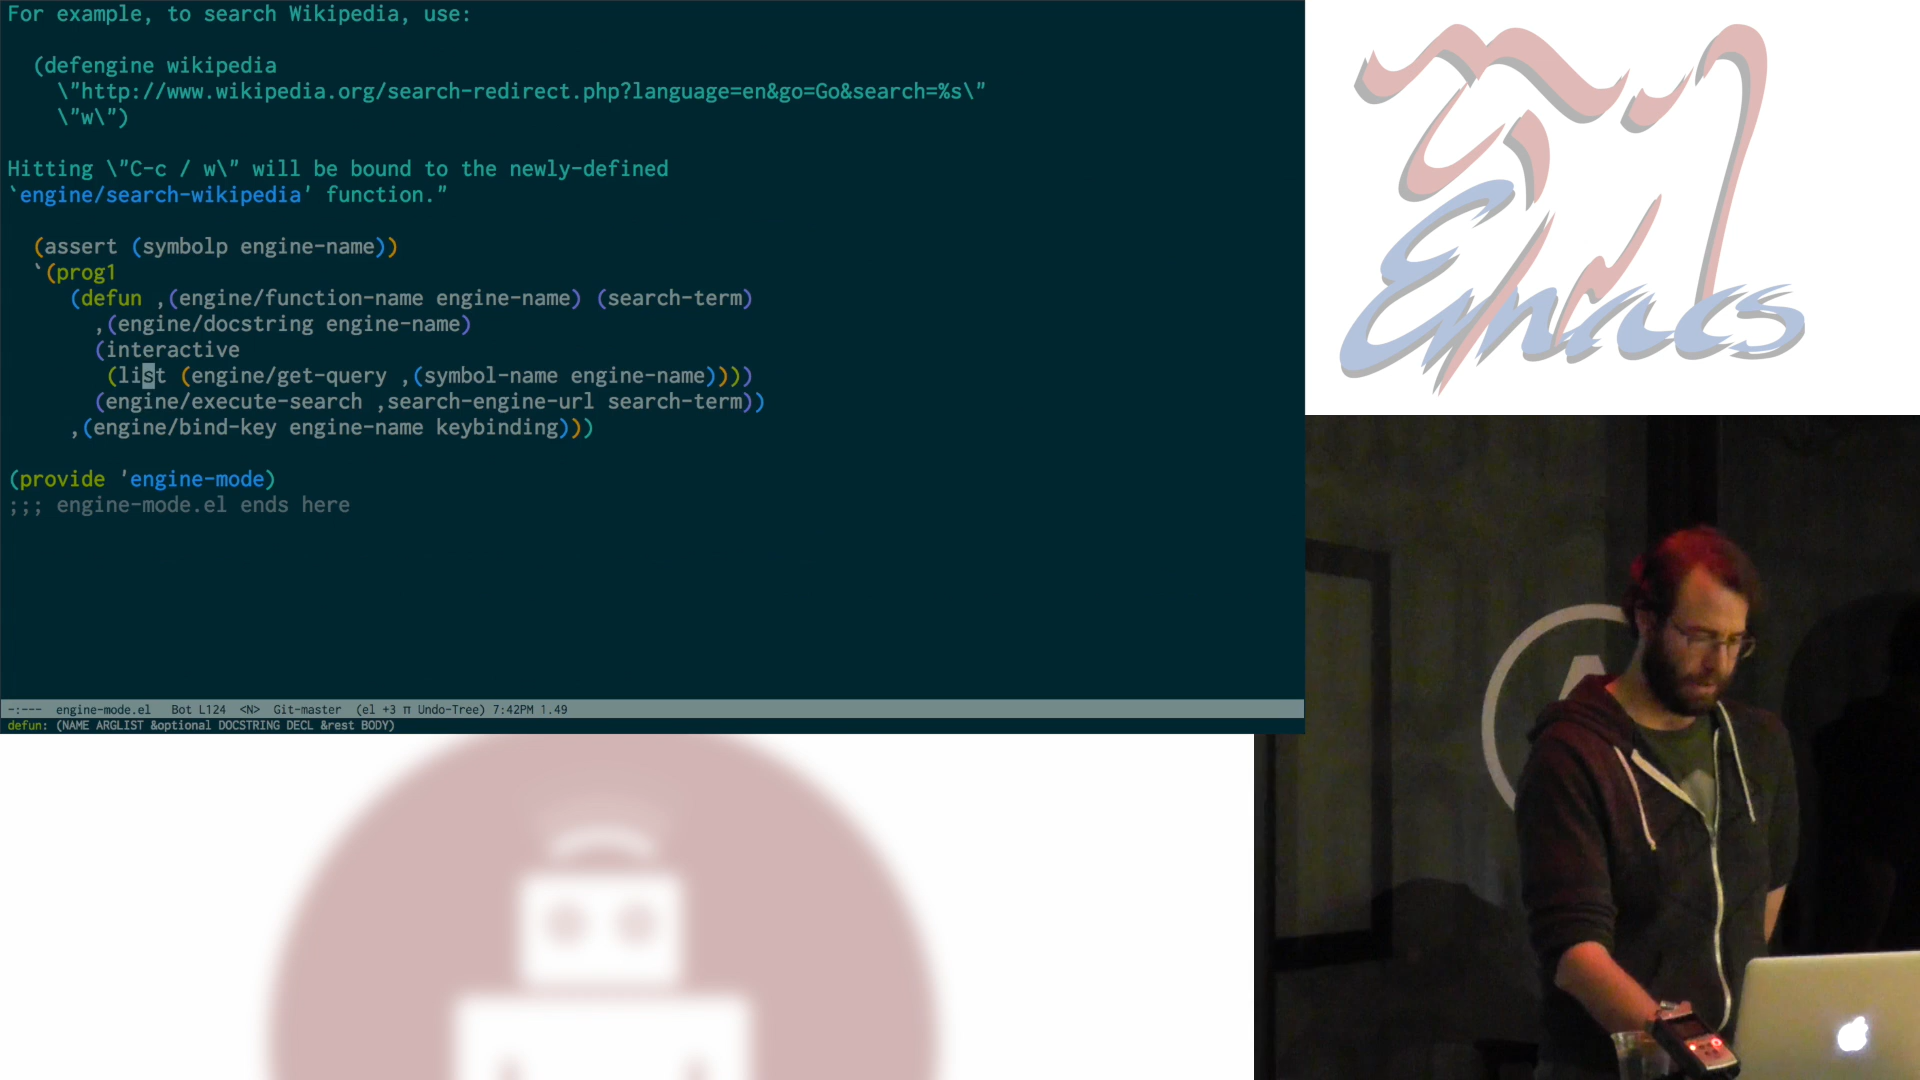 For example, to search Wikipedia, use:
(defengine wikipedia
\"http://www.wikipedia.org/search-redirect.php?language=en&go=Go&search=%s\"
\"w\")
Hitting \"C-c / w\" will be bound to the newly-defined
`engine/search-wikipedia' function."
(assert (symbolp engine-name))
`(prog1
(defun ,(engine/function-name engine-name) (search-term)
,(engine/docstring engine-name)
(interactive
(list (engine/get-query ,(symbol-name engine-name))))
(engine/execute-search ,search-engine-url search-term))
,(engine/bind-key engine-name keybinding)))
(provide 'engine-mode)
;;; engine-mode.el ends here
-:--- engine-mode.el Bot L124 <N> Git-master (el +3 π Undo-Tree) 7:42PM 1.49
defun: (NAME ARGLIST &optional DOCSTRING DECL &rest BODY)
Emacs